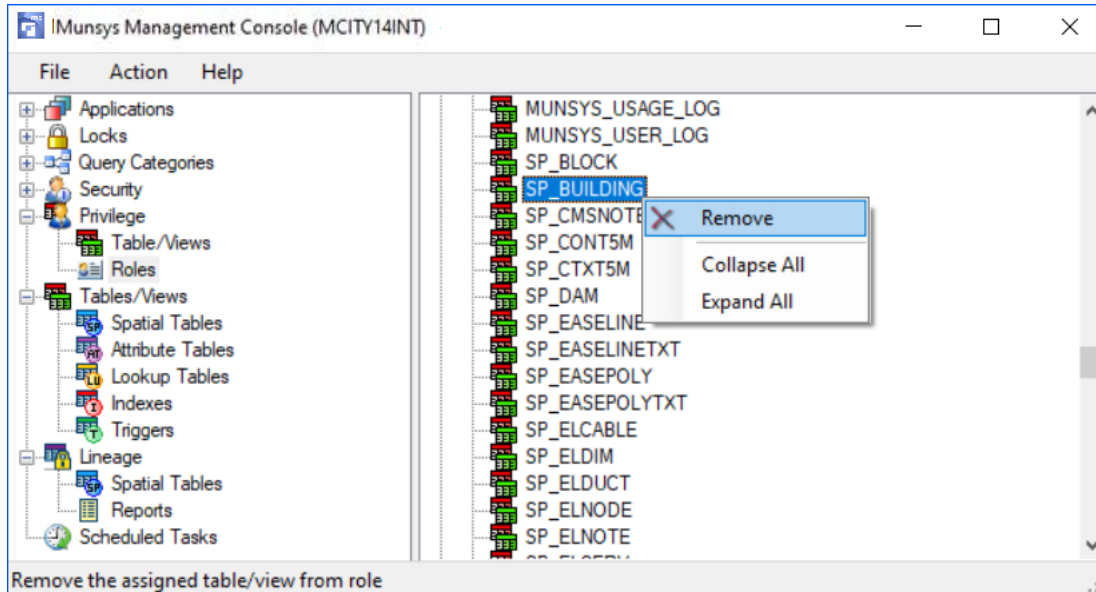 Munsys Management Console (MCITY14INT)
File Action Help
Applications
Locks
Query Categories
Security
Privilege
Table/Views
Roles
Tables/Views
Spatial Tables
Attribute Tables
Lookup Tables
Indexes
Triggers
Lineage
Spatial Tables
Reports
Scheduled Tasks
MUNSYS_USAGE_LOG
MUNSYS_USER_LOG
SP_BLOCK
SP_BUILDING
SP_CMSNOTE
SP_CONT5M
SP_CTXT5M
SP_DAM
SP_EASELINE
SP_EASELINETXT
SP_EASEPOLY
SP_EASEPOLYTXT
SP_ELCABLE
SP_ELDIM
SP_ELDUCT
SP_ELNODE
SP_ELNOTE
Remove
Collapse All
Expand All
Remove the assigned table/view from role